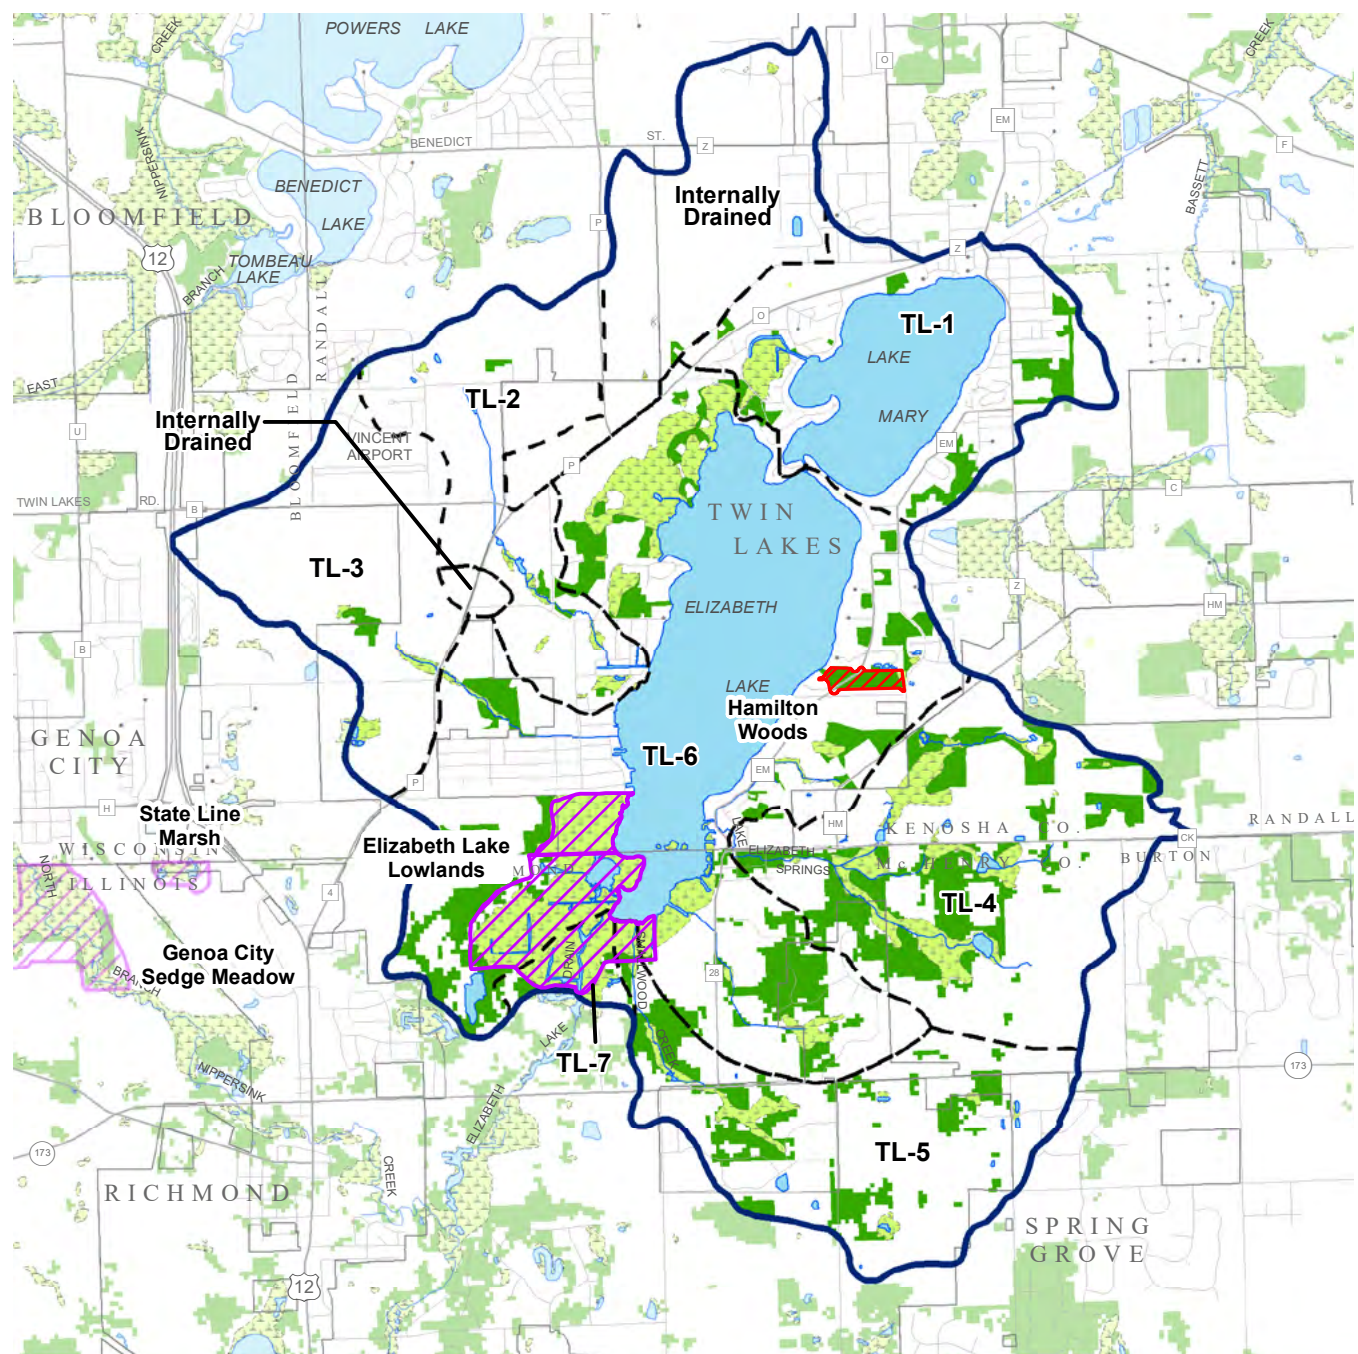 POWERS LAKE
CREEK
CREEK
O
EM
BENEDICT
ST.
Z
F
NIPPERSINK
BENEDICT
LAKE
Internally
Drained
BASSETT
BLOOMFIELD
P
12
TOMBEAU
LAKE
BRANCH
Z
RANDALL
O
TL-1
LAKE
EAST
MARY
TL-2
BLOOMFIELD
Internally
Drained
U
VINCENT
AIRPORT
EM
P
C
TWIN LAKES
RD.
B
TWIN
LAKES
TL-3
Z
ELIZABETH
HM
B
LAKE
Hamilton
Woods
GENOA
CITY
TL-6
EM
P
H
State Line
Marsh
HM
LAKE
KENOSHA CO.
RANDALL
CK
WISCONSIN
Elizabeth Lake
Lowlands
ELIZABETH
SPRINGS
McHENRY CO.
BURTON
NORTH
ILLINOIS
4
TL-4
Genoa City
Sedge Meadow
BRANCH
DRAIN
28
LAKE
CREEK
TL-7
NIPPERSINK
173
ELIZABETH
173
CREEK
TL-5
RICHMOND
SPRING
GROVE
12